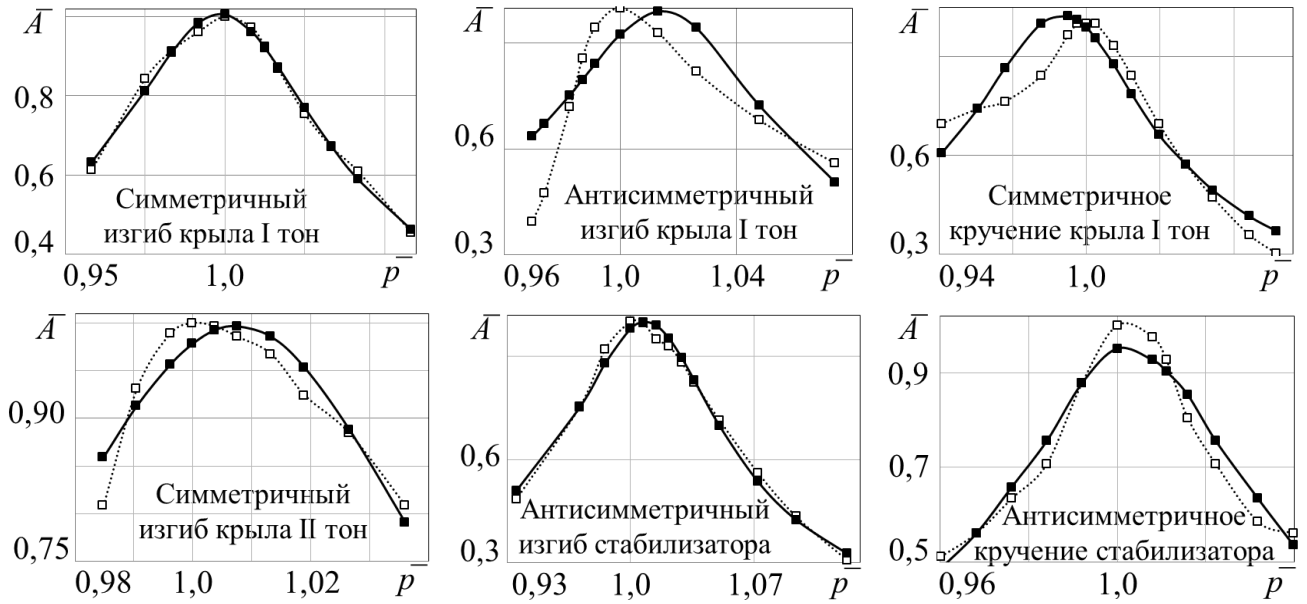 A̅
0,8
0,6
0,4
Симметричный
изгиб крыла I тон
0,95
1,0
p̅
A̅
0,6
0,3
Антисимметричный
изгиб крыла I тон
0,96
1,04
p̅
A̅
0,6
0,3
Симметричное
кручение крыла I тон
0,94
1,0
p̅
A̅
0,90
0,75
Симметричный
изгиб крыла II тон
0,98
1,0
1,02
p̅
A̅
0,6
0,3
Антисимметричный
изгиб стабилизатора
0,93
1,0
1,07
p̅
A̅
0,9
0,7
0,5
Антисимметричное
кручение стабилизатора
0,96
1,0
p̅